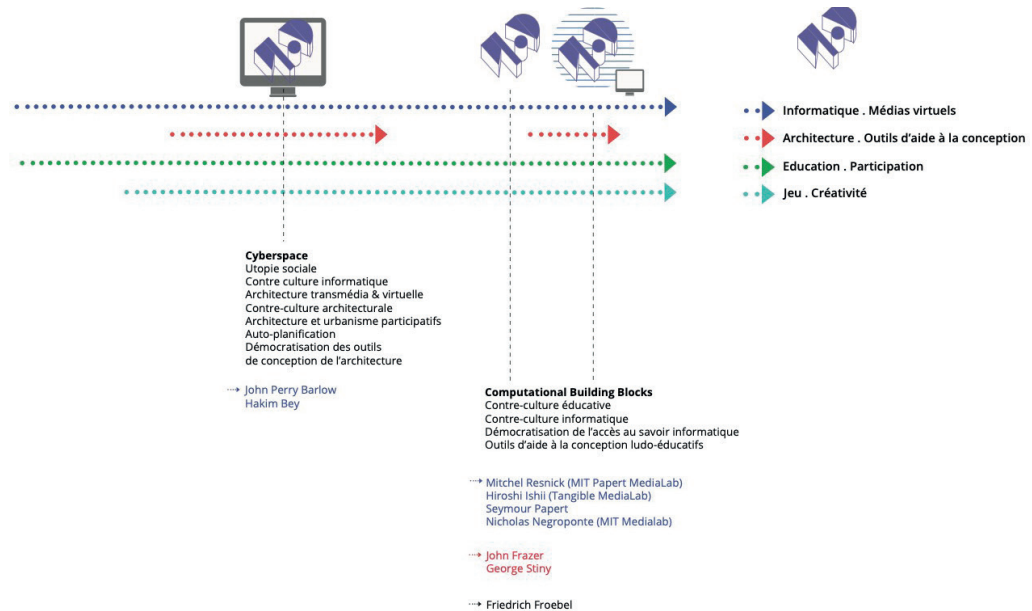 Informatique . Médias virtuels
Architecture . Outils d'aide à la conception
Education . Participation
Jeu . Créativité
Cyberspace
Utopie sociale
Contre culture informatique
Architecture transmédia & virtuelle
Contre-culture architecturale
Architecture et urbanisme participatifs
Auto-planification
Démocratisation des outils
de conception de l'architecture
John Perry Barlow
Hakim Bey
Computational Building Blocks
Contre-culture éducative
Contre-culture informatique
Démocratisation de l'accès au savoir informatique
Outils d'aide à la conception ludo-éducatifs
Mitchel Resnick (MIT Papert MediaLab)
Hiroshi Ishii (Tangible MediaLab)
Seymour Papert
Nicholas Negroponte (MIT Medialab)
John Frazer
George Stiny
Friedrich Froebel